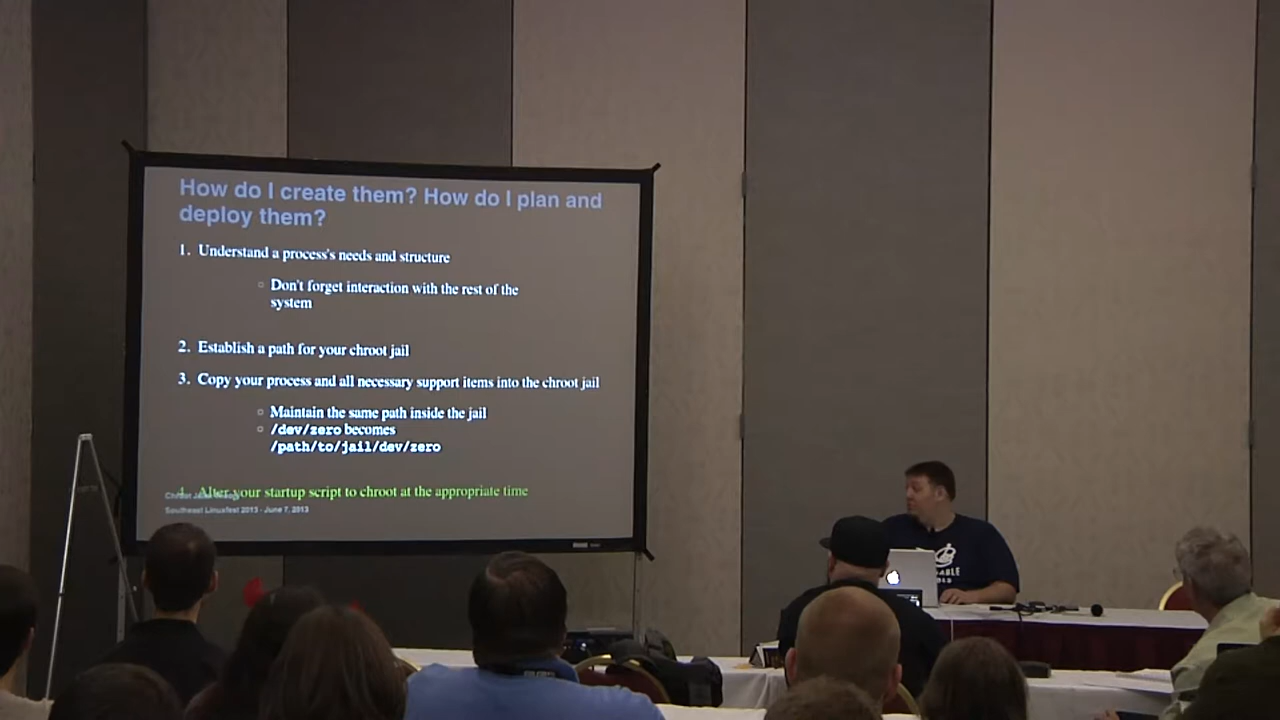 How do I create them? How do I plan and
deploy them?
1. Understand a process's needs and structure
Don't forget interaction with the rest of the
system
2. Establish a path for your chroot jail
3. Copy your process and all necessary support items into the chroot jail
Maintain the same path inside the jail
/dev/zero becomes
/path/to/jail/dev/zero
4. Alter your startup script to chroot at the appropriate time
Chroot
Southeast Linuxfest 2013 - June 7, 2013